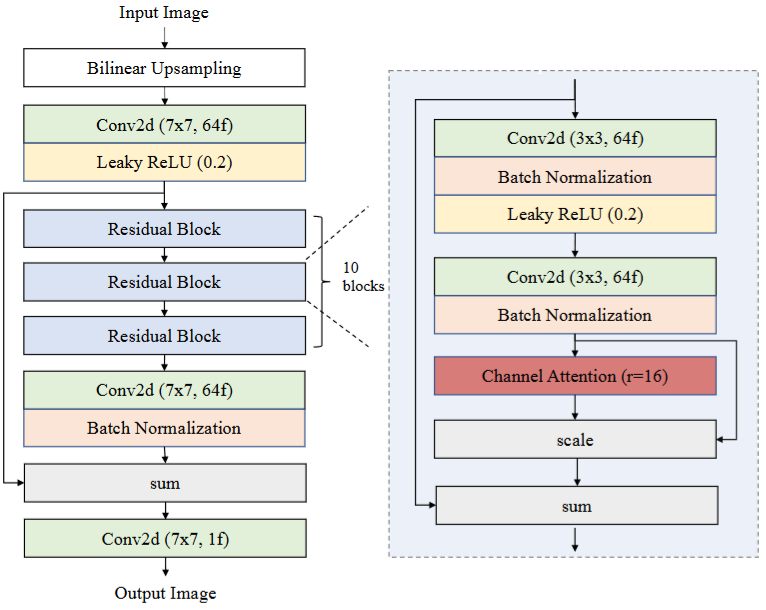 Input Image
Bilinear Upsampling
Conv2d (7x7, 64f)
Leaky ReLU (0.2)
Residual Block
Residual Block
Residual Block
10
blocks
Conv2d (7x7, 64f)
Batch Normalization
sum
Conv2d (7x7, 1f)
Output Image
Conv2d (3x3, 64f)
Batch Normalization
Leaky ReLU (0.2)
Conv2d (3x3, 64f)
Batch Normalization
Channel Attention (r=16)
scale
sum